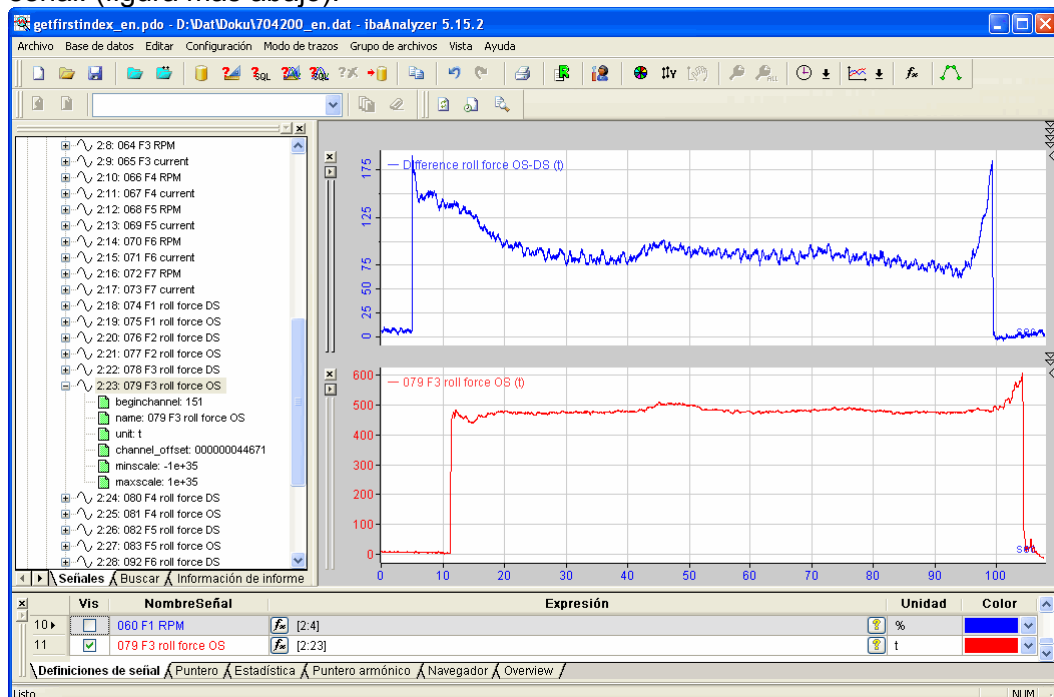 señal. (figura más abajo).
getfirstindex_en.pdo - D:\Dat\Doku\704200_en.dat - ibaAnalyzer 5.15.2
Archivo Base de datos Editar Configuración Modo de trazos Grupo de archivos Vista Ayuda
?SQL
IIY
ALL
fx
2:8: 064 F3 RPM
2:9: 065 F3 current
2:10: 066 F4 RPM
2:11: 067 F4 current
2:12: 068 F5 RPM
2:13: 069 F5 current
2:14: 070 F6 RPM
2:15: 071 F6 current
2:16: 072 F7 RPM
2:17: 073 F7 current
2:18: 074 F1 roll force DS
2:19: 075 F1 roll force OS
2:20: 076 F2 roll force DS
2:21: 077 F2 roll force OS
2:22: 078 F3 roll force DS
2:23: 079 F3 roll force OS
beginchannel: 151
name: 079 F3 roll force OS
unit: t
channel_offset: 000000044671
minscale: -1e+35
maxscale: 1e+35
2:24: 080 F4 roll force DS
2:25: 081 F4 roll force OS
2:26: 082 F5 roll force DS
2:27: 083 F5 roll force OS
2:28: 092 F6 roll force DS
Señales Buscar Información de informe
Difference roll force OS-DS (t)
175
125
75
50
25
0
sec
079 F3 roll force OS (t)
600
500
400
300
200
100
0
0 10 20 30 40 50 60 70 80 90 100
Vis NombreSeñal Expresión Unidad Color
10 060 F1 RPM fx [2:4] ? %
11 079 F3 roll force OS fx [2:23] ? t
Definiciones de señal Puntero Estadística Puntero armónico Navegador Overview
Listo NUM